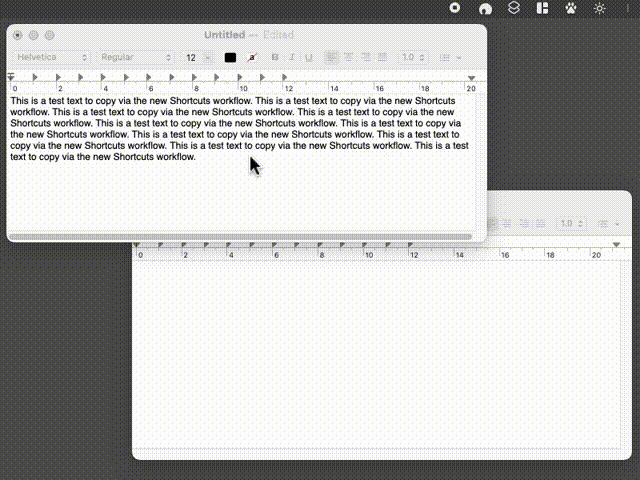 Untitled — Edited
Helvetica Regular 12 a B I U 1.0
0 2 4 6 8 10 12 14 16 18 20
This is a test text to copy via the new Shortcuts workflow. This is a test text to copy via the new Shortcuts
workflow. This is a test text to copy via the new Shortcuts workflow. This is a test text to copy via the new
Shortcuts workflow. This is a test text to copy via the new Shortcuts workflow. This is a test text to copy via
the new Shortcuts workflow. This is a test text to copy via the new Shortcuts workflow. This is a test text to
copy via the new Shortcuts workflow. This is a test text to copy via the new Shortcuts workflow. This is a test
text to copy via the new Shortcuts workflow.
1.0
0 2 4 6 8 10 12 14 16 18 20